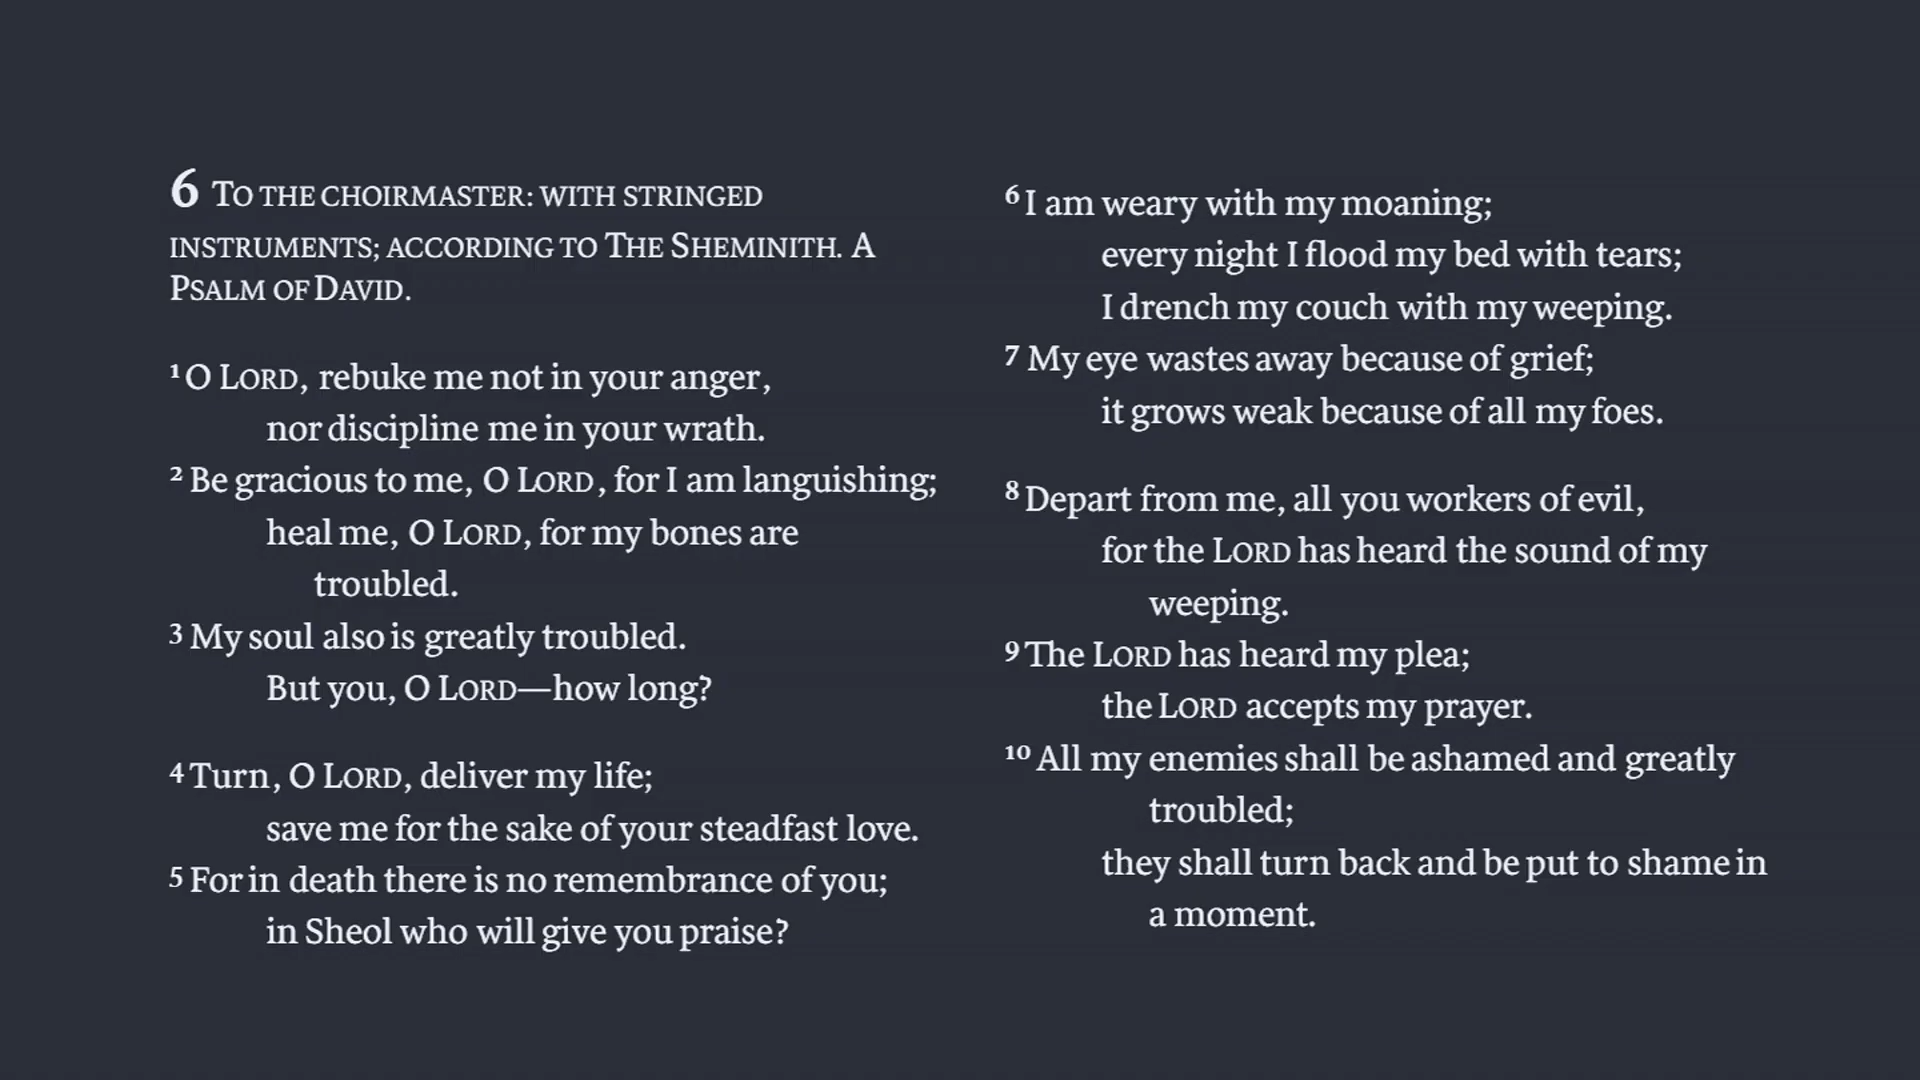 6 To the choirmaster: with stringed
instruments; according to The Sheminith. A
Psalm of David.
1 O Lord, rebuke me not in your anger,
nor discipline me in your wrath.
2 Be gracious to me, O Lord, for I am languishing;
heal me, O Lord, for my bones are
troubled.
3 My soul also is greatly troubled.
But you, O Lord—how long?
4 Turn, O Lord, deliver my life;
save me for the sake of your steadfast love.
5 For in death there is no remembrance of you;
in Sheol who will give you praise?
6 I am weary with my moaning;
every night I flood my bed with tears;
I drench my couch with my weeping.
7 My eye wastes away because of grief;
it grows weak because of all my foes.
8 Depart from me, all you workers of evil,
for the Lord has heard the sound of my
weeping.
9 The Lord has heard my plea;
the Lord accepts my prayer.
10 All my enemies shall be ashamed and greatly
troubled;
they shall turn back and be put to shame in
a moment.